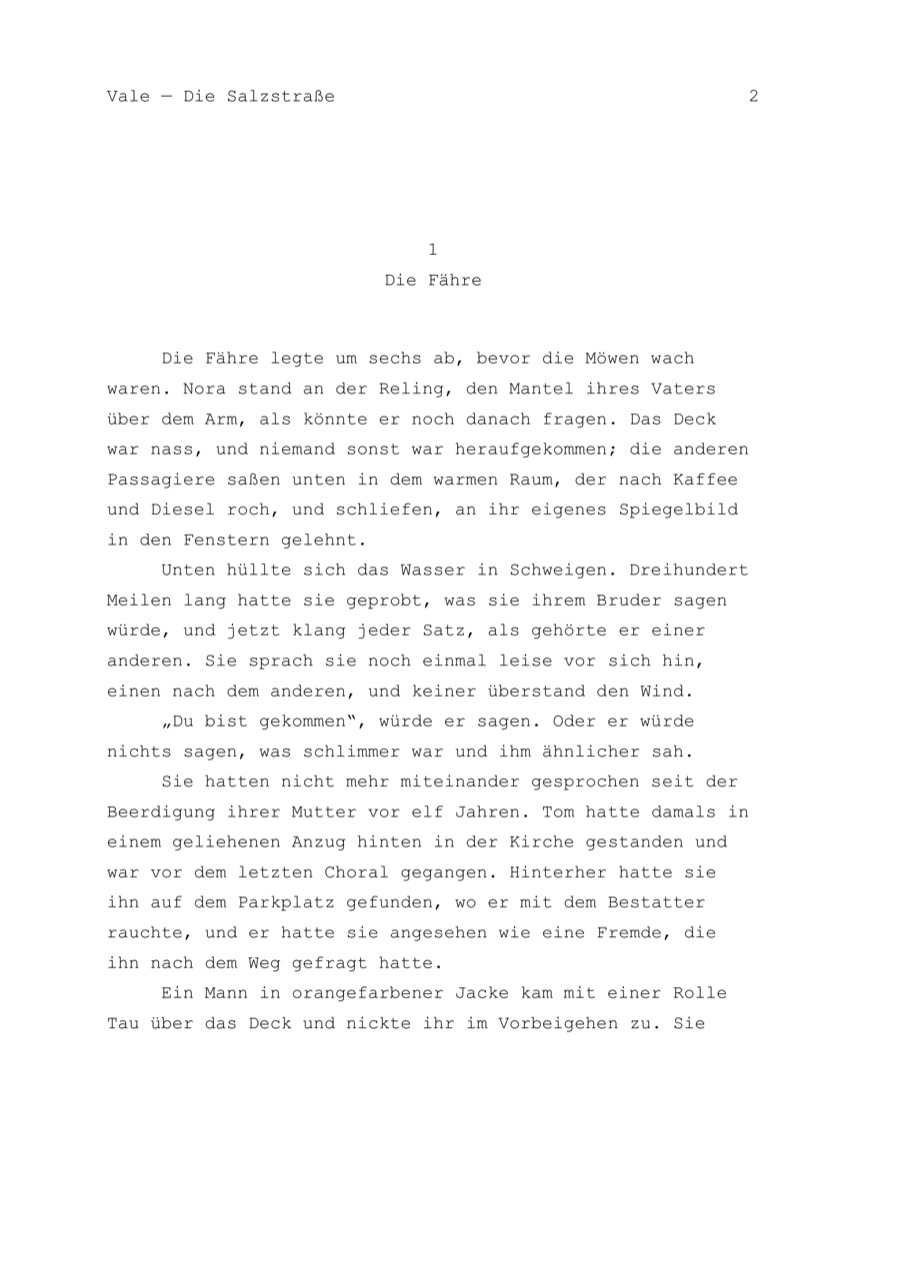 Vale — Die Salzstraße 2
1
Die Fähre
Die Fähre legte um sechs ab, bevor die Möwen wach
waren. Nora stand an der Reling, den Mantel ihres Vaters
über dem Arm, als könnte er noch danach fragen. Das Deck
war nass, und niemand sonst war heraufgekommen; die anderen
Passagiere saßen unten in dem warmen Raum, der nach Kaffee
und Diesel roch, und schliefen, an ihr eigenes Spiegelbild
in den Fenstern gelehnt.
Unten hüllte sich das Wasser in Schweigen. Dreihundert
Meilen lang hatte sie geprobt, was sie ihrem Bruder sagen
würde, und jetzt klang jeder Satz, als gehörte er einer
anderen. Sie sprach sie noch einmal leise vor sich hin,
einen nach dem anderen, und keiner überstand den Wind.
„Du bist gekommen‟, würde er sagen. Oder er würde
nichts sagen, was schlimmer war und ihm ähnlicher sah.
Sie hatten nicht mehr miteinander gesprochen seit der
Beerdigung ihrer Mutter vor elf Jahren. Tom hatte damals in
einem geliehenen Anzug hinten in der Kirche gestanden und
war vor dem letzten Choral gegangen. Hinterher hatte sie
ihn auf dem Parkplatz gefunden, wo er mit dem Bestatter
rauchte, und er hatte sie angesehen wie eine Fremde, die
ihn nach dem Weg gefragt hatte.
Ein Mann in orangefarbener Jacke kam mit einer Rolle
Tau über das Deck und nickte ihr im Vorbeigehen zu. Sie